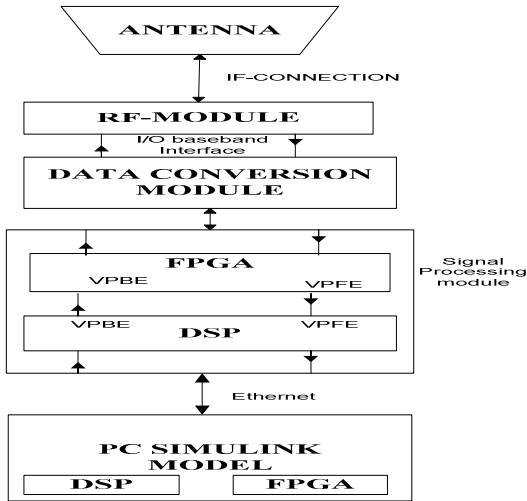 ANTENNA
IF-CONNECTION
RF-MODULE
I/O baseband
Interface
DATA CONVERSION
MODULE
FPGA
VPBE
VPFE
Signal
Processing
module
VPBE
VPFE
DSP
Ethernet
PC SIMULINK
MODEL
DSP
FPGA